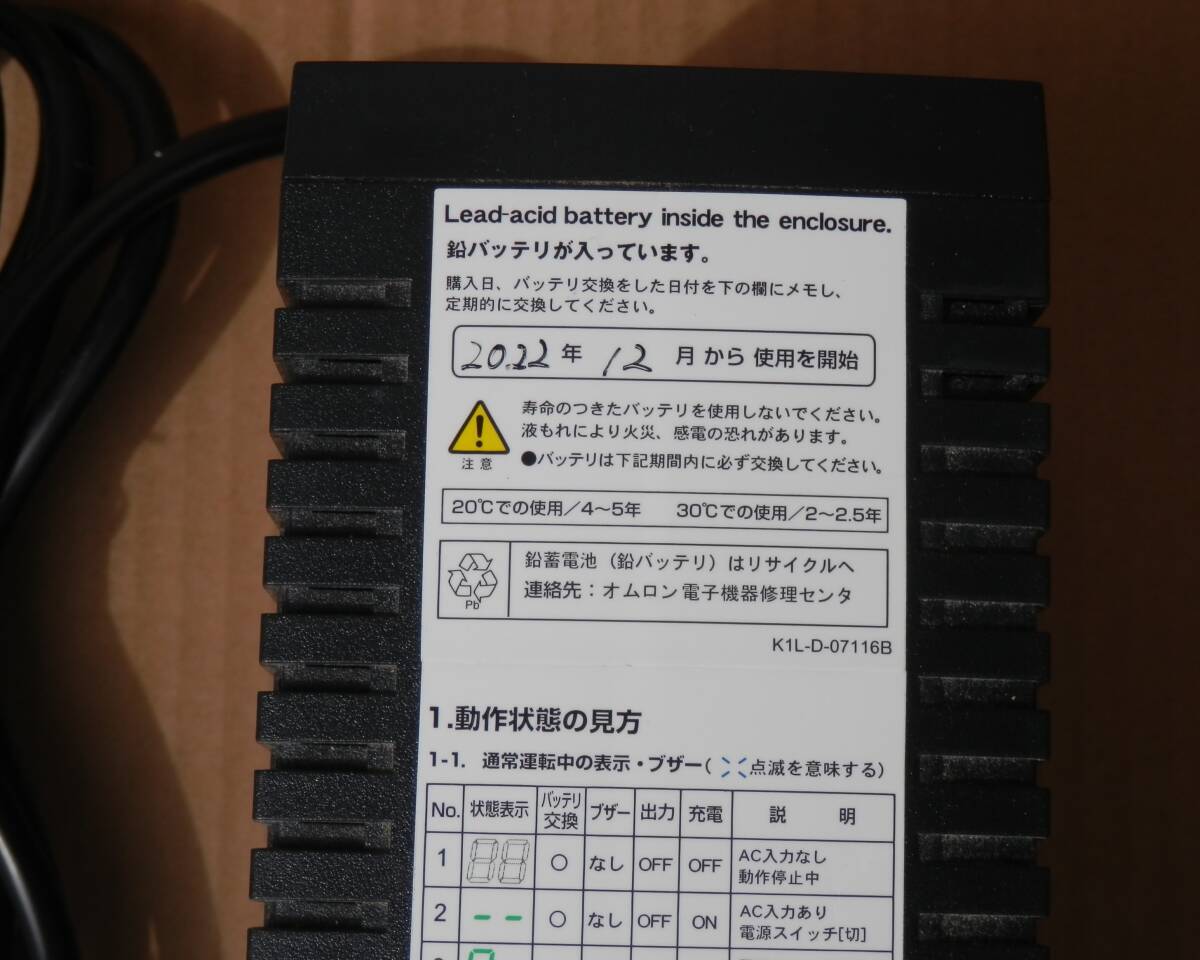 Lead-acid battery inside the enclosure.
鉛バッテリが入っています。
購入日、バッテリ交換をした日付を下の欄にメモし、
定期的に交換してください。
2022年 12月から使用を開始
寿命のつきたバッテリを使用しないでください。
液もれにより火災、感電の恐れがあります。
注意
●バッテリは下記期間内に必ず交換してください。
20℃での使用/4〜5年 30℃での使用/2〜2.5年
鉛蓄電池（鉛バッテリ）はリサイクルへ
連絡先：オムロン電子機器修理センタ
Pb
K1L-D-07116B
1.動作状態の見方
1-1. 通常運転中の表示・ブザー( 点滅を意味する)
No. 状態表示 バッテリ交換 ブザー 出力 充電 説明
1 88 ○ なし OFF OFF AC入力なし
動作停止中
2 -- ○ なし OFF ON AC入力あり
電源スイッチ[切]